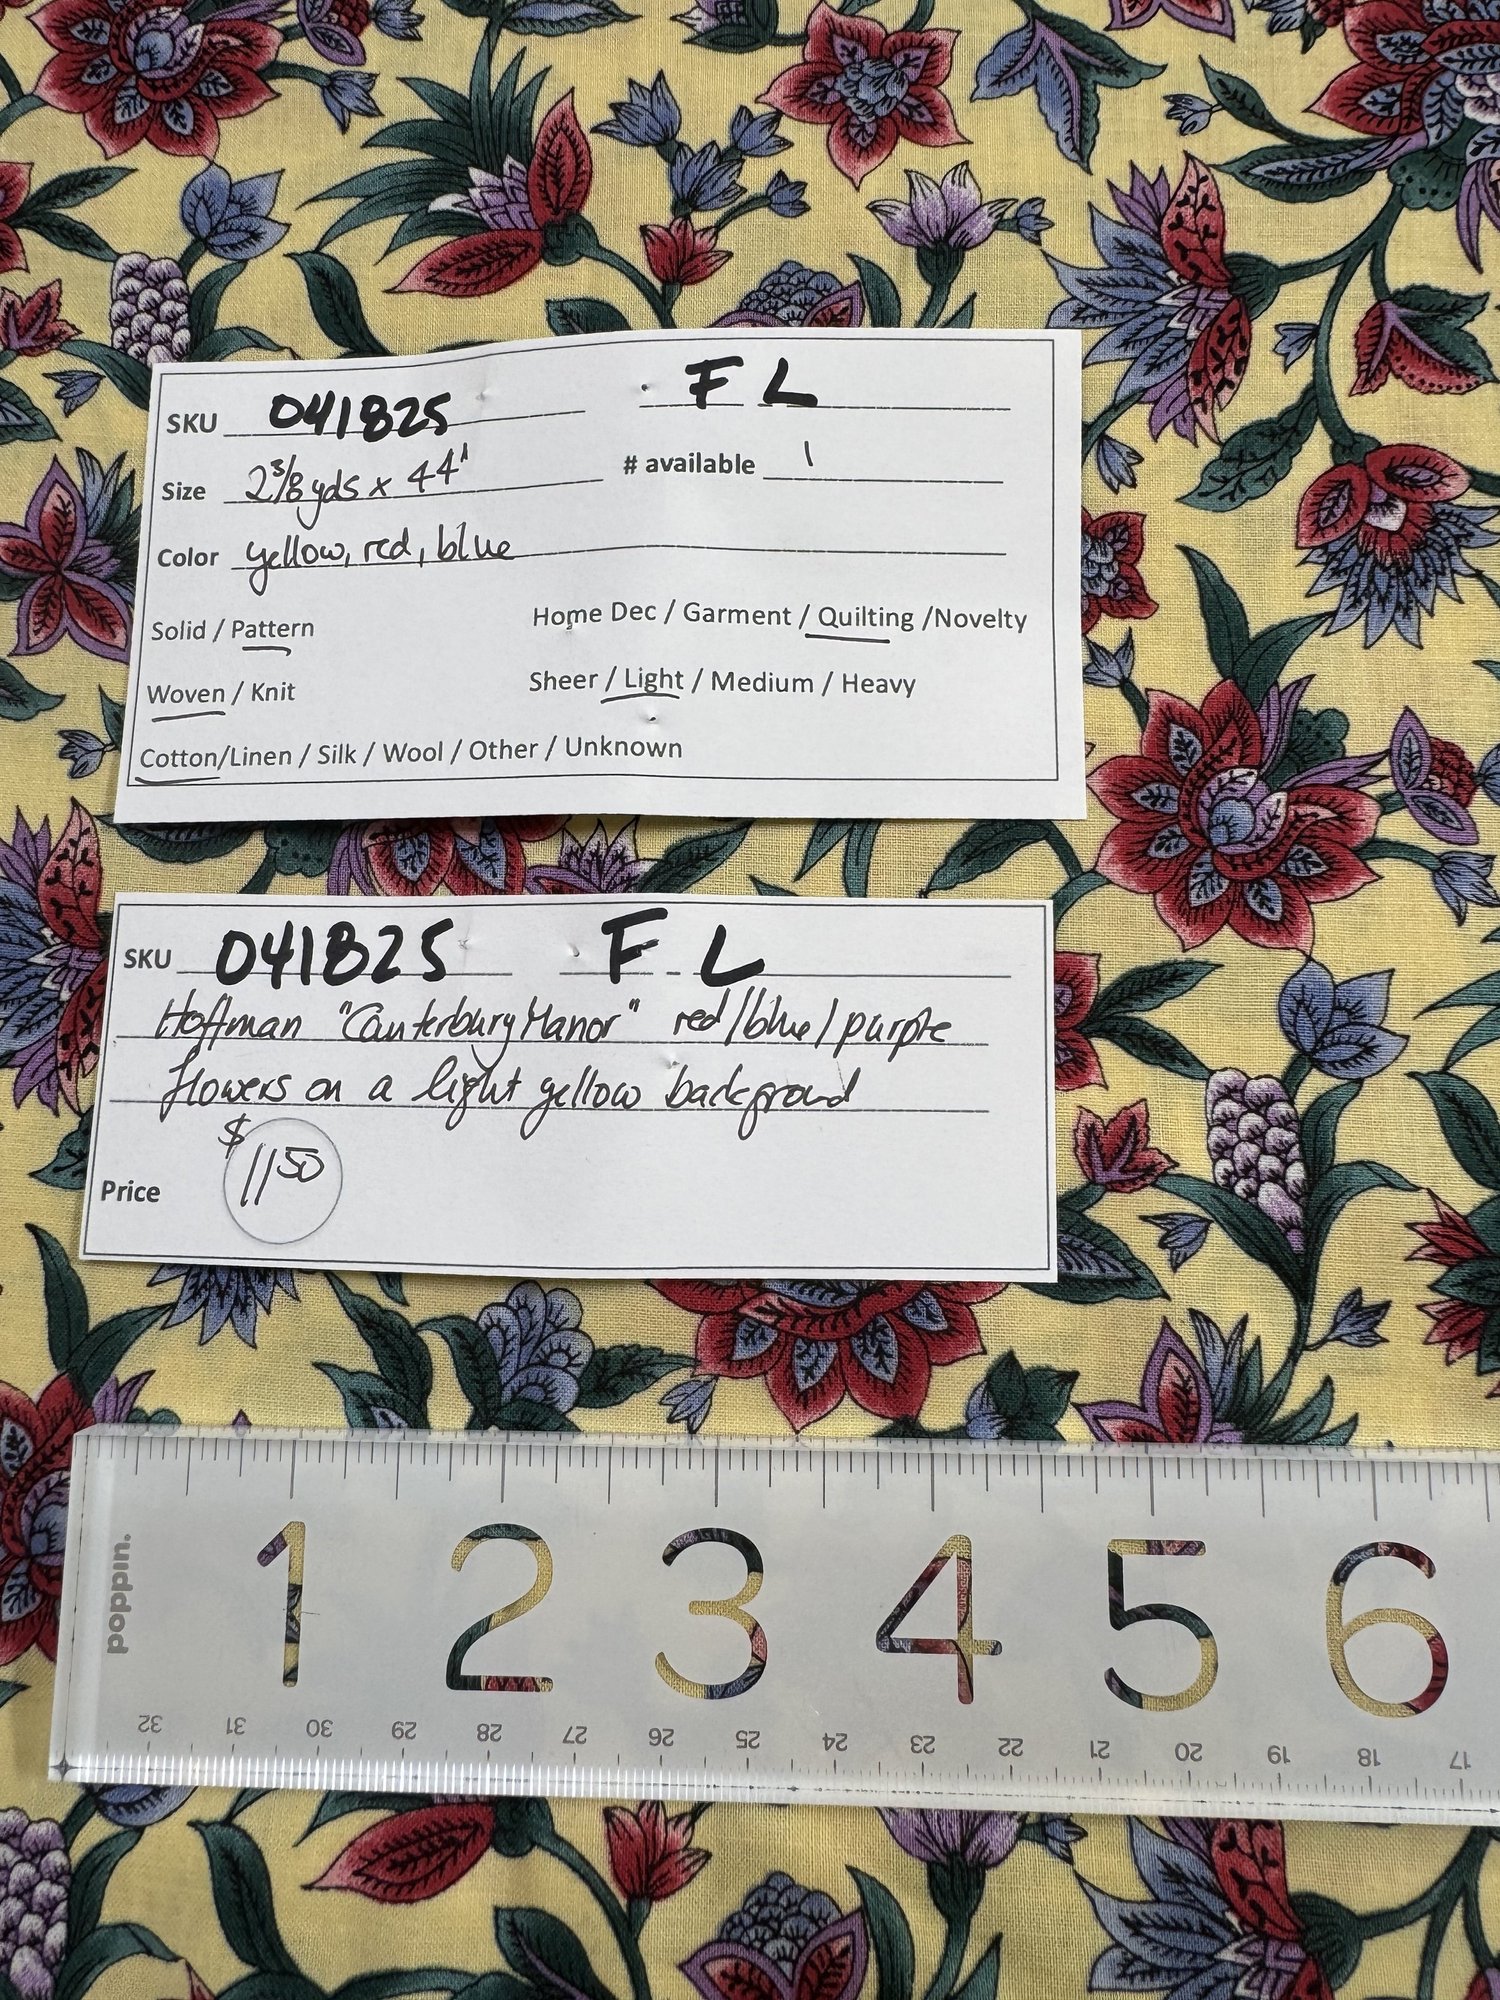 SKU 041825 F L
Size 2 3/8 yds x 44' # available 1
Color yellow, red, blue
Solid / Pattern Home Dec / Garment / Quilting /Novelty
Woven / Knit Sheer / Light / Medium / Heavy
Cotton/Linen / Silk / Wool / Other / Unknown
SKU 041825 F L
Hoffman "Canterbury Manor" red/blue/purple
flowers on a light yellow background
Price $ 11 50
poppin.
1 2 3 4 5 6
32 31 30 29 28 27 26 25 24 23 22 21 20 19 18 17